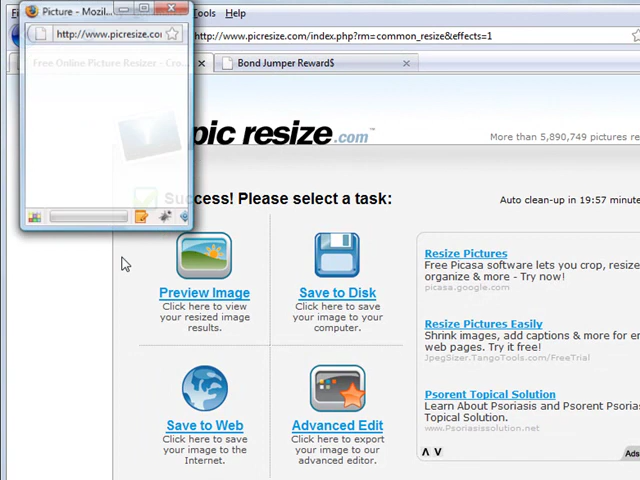 Picture - Mozil...
Tools Help
http://www.picresize.com
http://www.picresize.com/index.php?rm=common_resize&effects=1
Free Online Picture Resizer - Cro...
Bond Jumper Reward$
pic resize.com™
More than 5,890,749 pictures re
Success! Please select a task:
Auto clean-up in 19:57 minute
Preview Image
Click here to view
your resized image
results.
Save to Disk
Click here to save
your image to your
computer.
Save to Web
Click here to save
your image to the
Internet.
Advanced Edit
Click here to export
your image to our
advanced editor.
Resize Pictures
Free Picasa software lets you crop, resize
organize & more - Try now!
picasa.google.com
Resize Pictures Easily
Shrink images, add captions & more for e
web pages. Try it free!
JpegSizer.TangoTools.com/FreeTrial
Psorent Topical Solution
Learn About Psoriasis and Psorent Psoria
Topical Solution.
www.Psoriasissolution.net
Ads